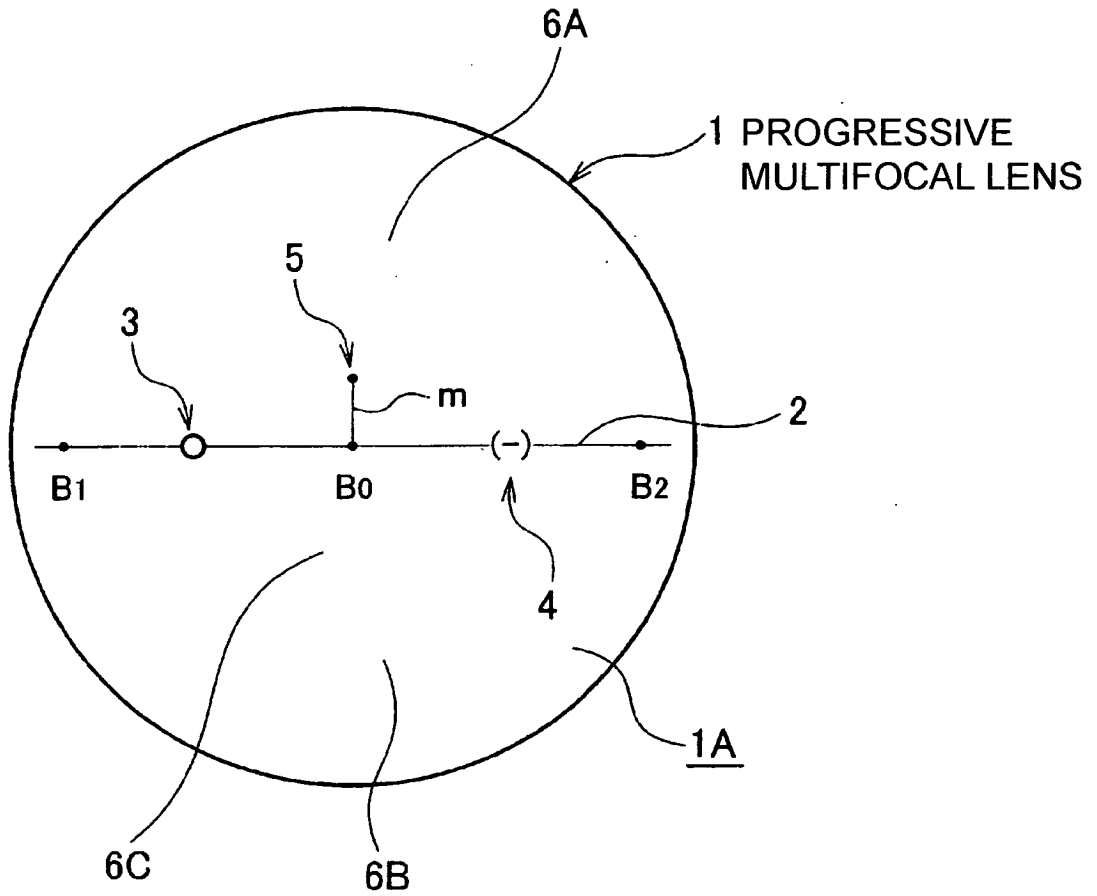 6A
1 PROGRESSIVE
MULTIFOCAL LENS
5
3
m
2
(-)
B1
B0
B2
4
1A
6C
6B